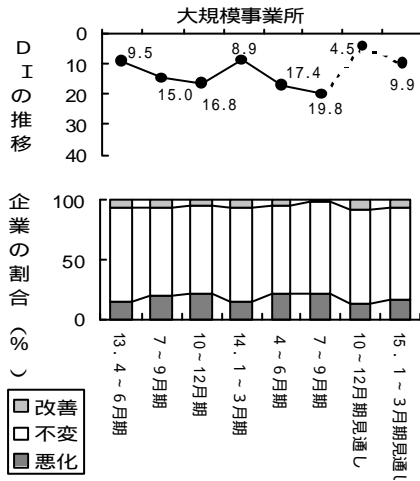 大規模事業所
ＤＩの推移
0
10
20
30
40
9.5
15.0
16.8
8.9
17.4
19.8
4.5
9.9
企業の割合（％）
100
50
0
13．4～6月期
7～9月期
10～12月期
14．1～3月期
4～6月期
7～9月期
10～12月期見通し
15．1～3月期見通し
改善
不変
悪化